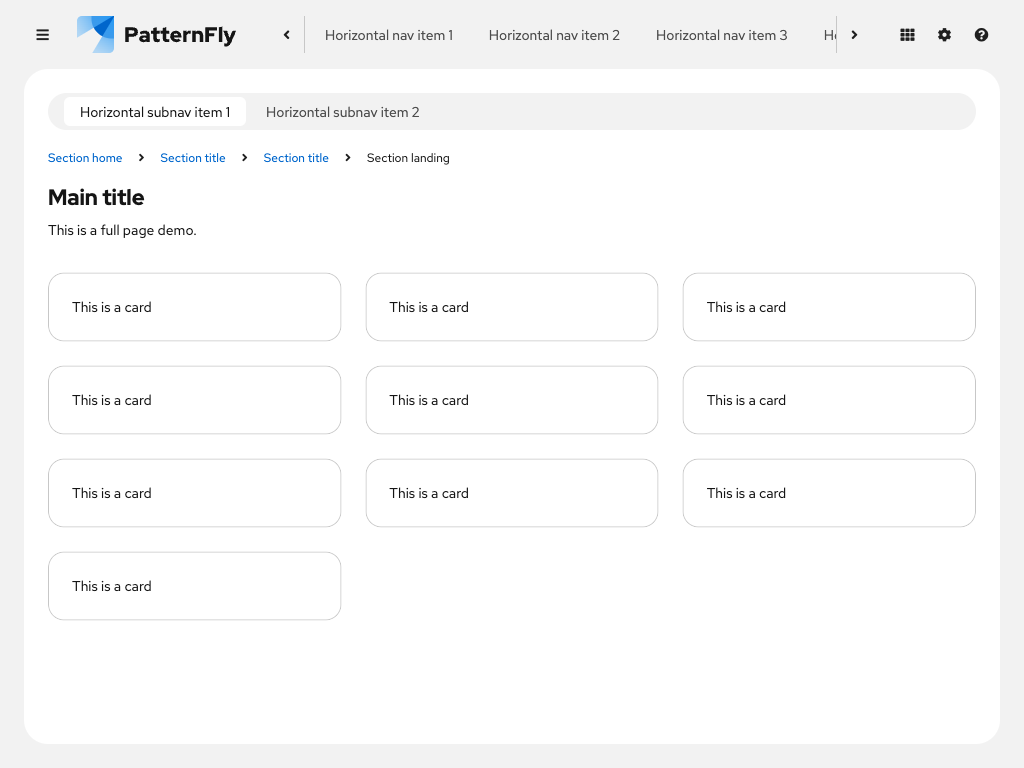 PatternFly
Horizontal nav item 1
Horizontal nav item 2
Horizontal nav item 3
Horizontal subnav item 1
Horizontal subnav item 2
Section home
Section title
Section title
Section landing
Main title
This is a full page demo.
This is a card
This is a card
This is a card
This is a card
This is a card
This is a card
This is a card
This is a card
This is a card
This is a card